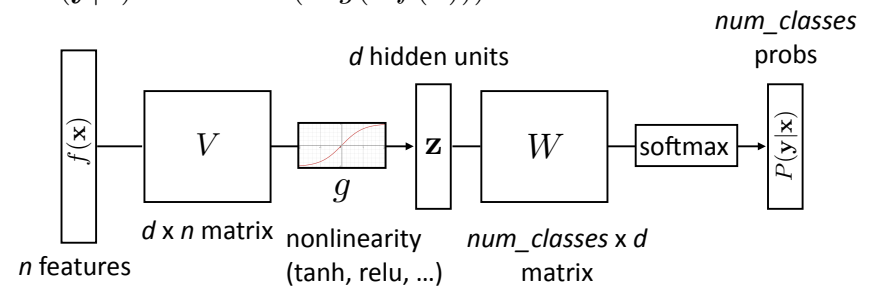 num_classes
probs
d hidden units
f(x)
V
g
z
W
softmax
P(y|x)
d x n matrix
nonlinearity
(tanh, relu, …)
num_classes x d
matrix
n features